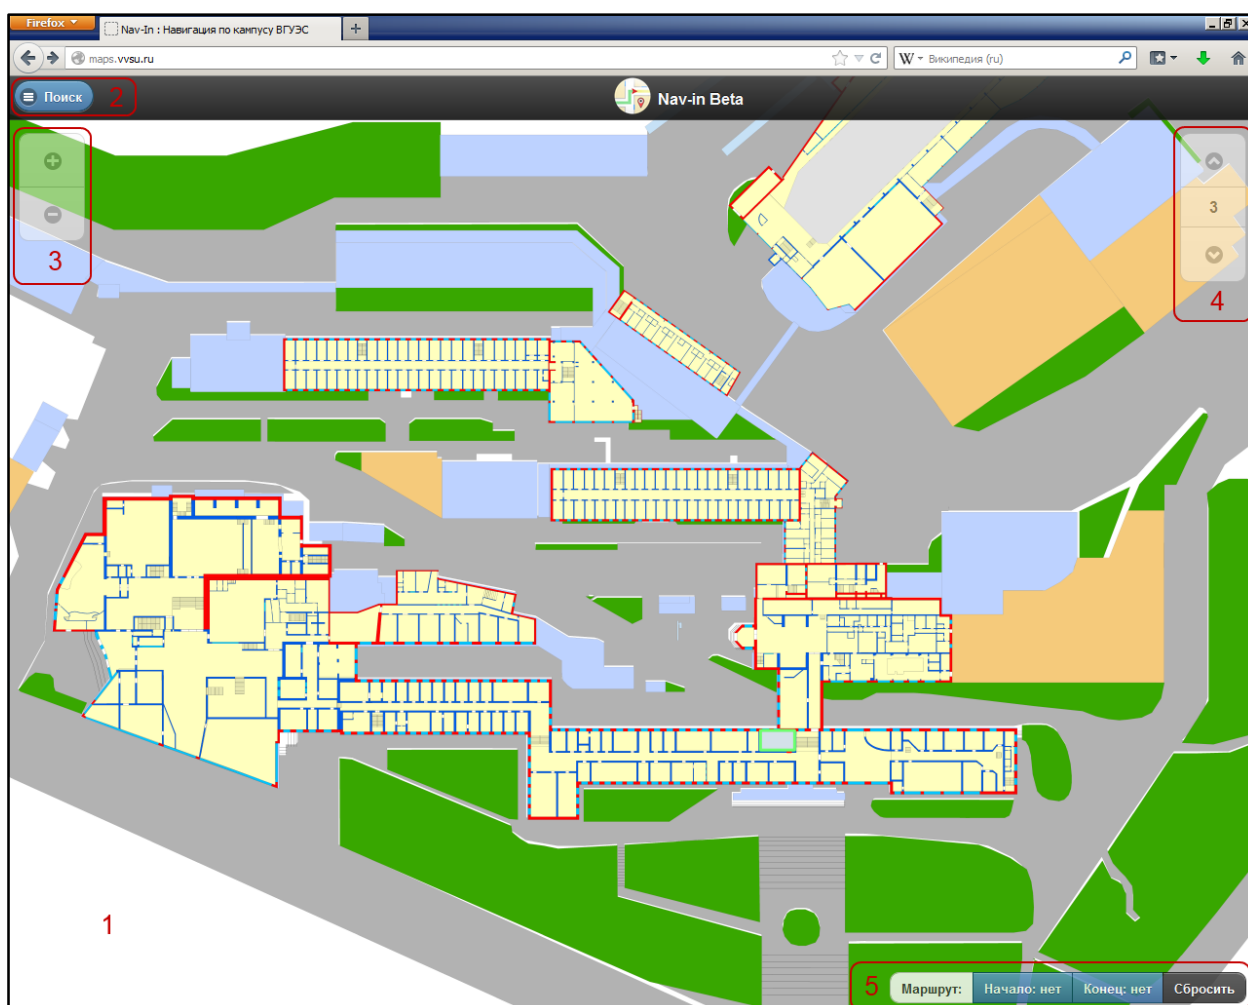 Firefox
Nav-In : Навигация по кампусу ВГУЭС
maps.vvsu.ru
W
Википедия (ru)
Поиск
2
Nav-in Beta
3
3
4
1
5
Маршрут:
Начало: нет
Конец: нет
Сбросить